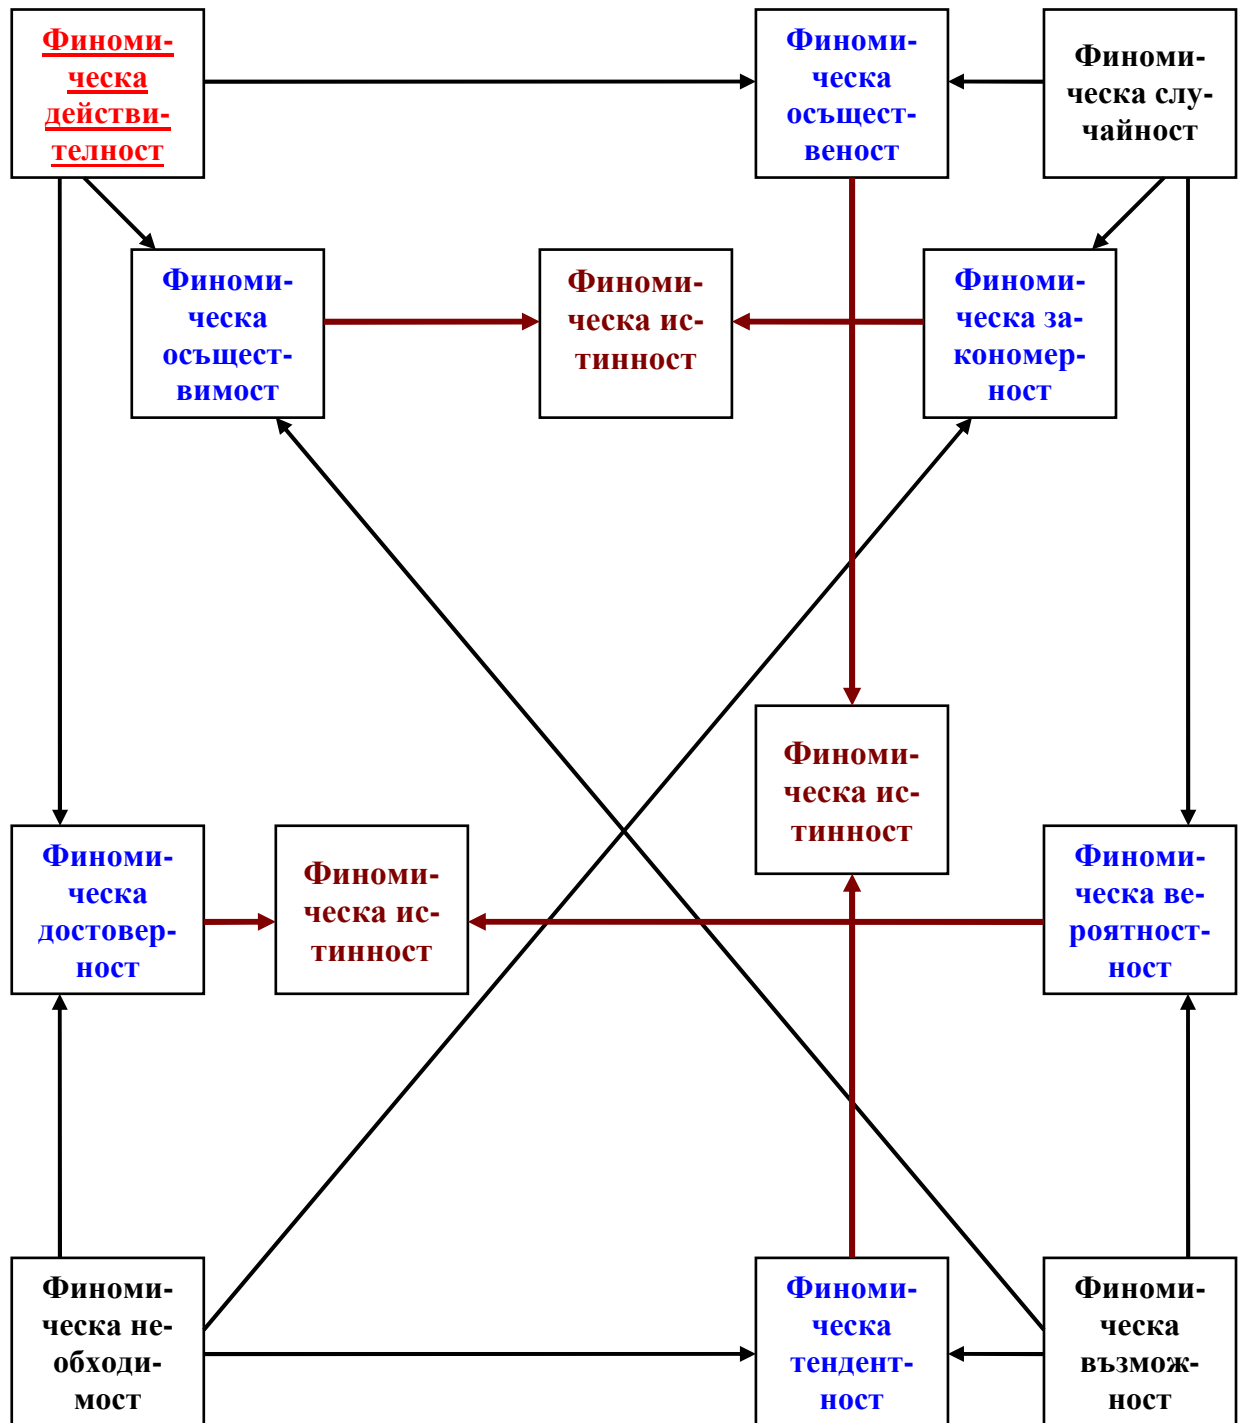 Финоми-
ческа
действи-
телност
Финоми-
ческа
осъщест-
веност
Финоми-
ческа слу-
чайност
Финоми-
ческа
осъщест-
вимост
Финоми-
ческа ис-
тинност
Финоми-
ческа за-
кономер-
ност
Финоми-
ческа ис-
тинност
Финоми-
ческа
достовер-
ност
Финоми-
ческа ис-
тинност
Финоми-
ческа ве-
роятност-
ност
Финоми-
ческа не-
обходи-
мост
Финоми-
ческа
тендент-
ност
Финоми-
ческа
възмож-
ност